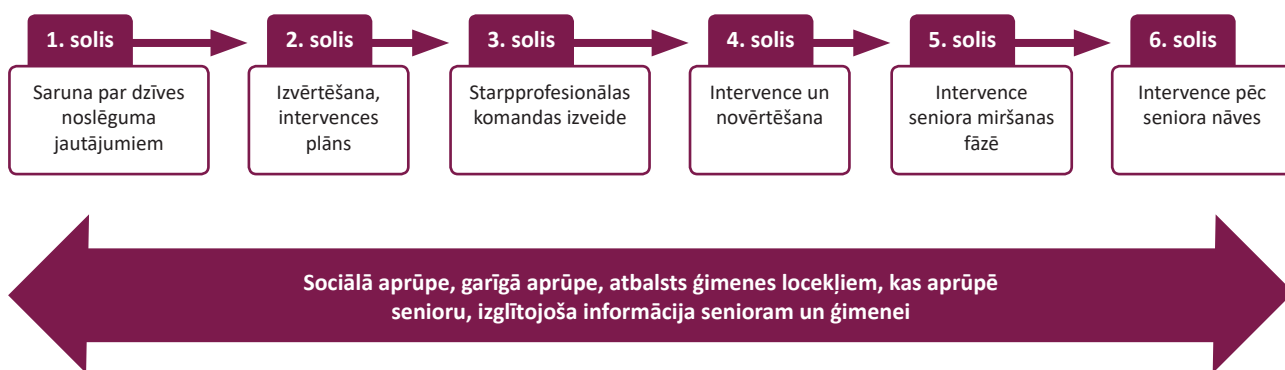 1. solis
Saruna par dzīves
noslēguma
jautājumiem
2. solis
Izvērtēšana,
intervences
plāns
3. solis
Starpprofesionālas
komandas izveide
4. solis
Intervence un
novērtēšana
5. solis
Intervence
seniora miršanas
fāzē
6. solis
Intervence pēc
seniora nāves
Sociālā aprūpe, garīgā aprūpe, atbalsts ģimenes locekļiem, kas aprūpē
senioru, izglītojoša informācija senioram un ģimenei